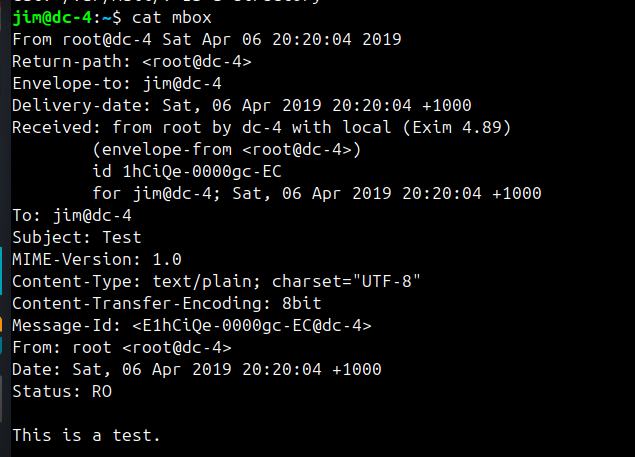 jim@dc-4:~$ cat mbox
From root@dc-4 Sat Apr 06 20:20:04 2019
Return-path: <root@dc-4>
Envelope-to: jim@dc-4
Delivery-date: Sat, 06 Apr 2019 20:20:04 +1000
Received: from root by dc-4 with local (Exim 4.89)
        (envelope-from <root@dc-4>)
        id 1hCiQe-0000gc-EC
        for jim@dc-4; Sat, 06 Apr 2019 20:20:04 +1000
To: jim@dc-4
Subject: Test
MIME-Version: 1.0
Content-Type: text/plain; charset="UTF-8"
Content-Transfer-Encoding: 8bit
Message-Id: <E1hCiQe-0000gc-EC@dc-4>
From: root <root@dc-4>
Date: Sat, 06 Apr 2019 20:20:04 +1000
Status: RO

This is a test.